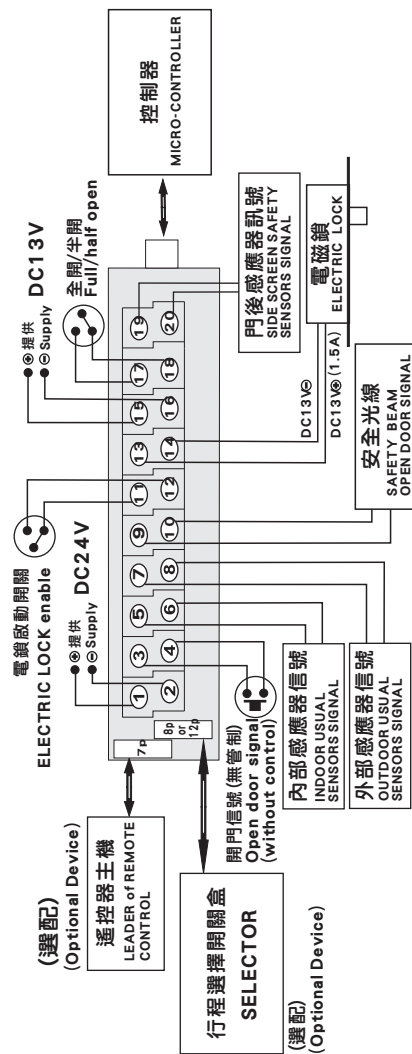 (選配)
(Optional Device)
遙控器主機
LEADER of REMOTE
CONTROL
行程選擇開關盒
SELECTOR
(選配)
(Optional Device)
7p
8p
or
12p
電鎖啟動開關
ELECTRIC LOCK enable
⊕ 提供
⊖ Supply
DC24V
⊕ 提供
⊖ Supply
DC13V
全開/半開
Full/half open
控制器
MICRO-CONTROLLER
1
3
5
7
9
11
13
15
17
19
2
4
6
8
10
12
14
16
18
20
開門信號(無管制)
Open door signal
(without control)
內部感應器信號
INDOOR USUAL
SENSORS SIGNAL
外部感應器信號
OUTDOOR USUAL
SENSORS SIGNAL
安全光線
SAFETY BEAM
OPEN DOOR SIGNAL
DC13V⊖
DC13V⊕ (1.5A)
電磁鎖
ELECTRIC LOCK
門後感應器訊號
SIDE SCREEN SAFETY
SENSORS SIGNAL